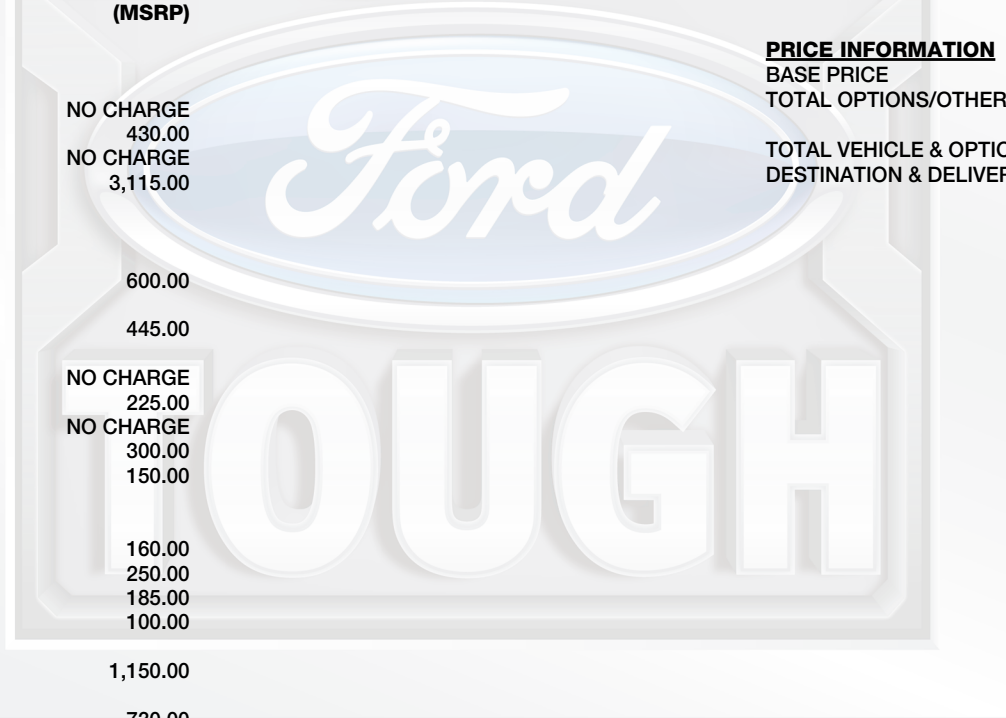 (MSRP)
NO CHARGE
430.00
NO CHARGE
3,115.00
600.00
445.00
NO CHARGE
225.00
NO CHARGE
300.00
150.00
160.00
250.00
185.00
100.00
1,150.00
PRICE INFORMATION
BASE PRICE
TOTAL OPTIONS/OTHER
TOTAL VEHICLE &
DESTINATION &
Ford
TOUGH